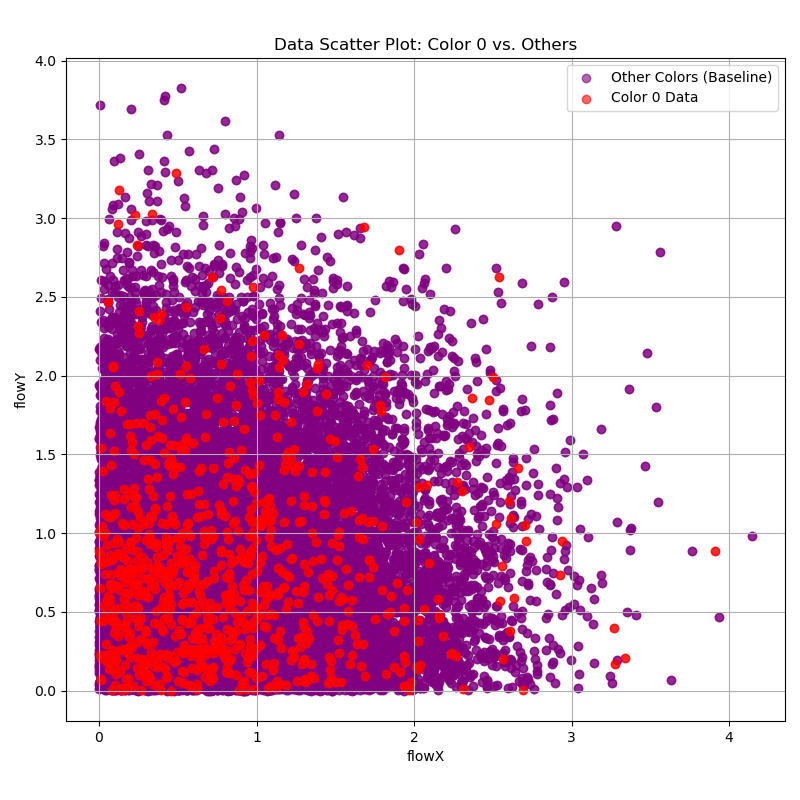 Data Scatter Plot: Color 0 vs. Others
Other Colors (Baseline)
Color 0 Data
flowY
4.0
3.5
3.0
2.5
2.0
1.5
1.0
0.5
0.0
0 1 2 3 4
flowX